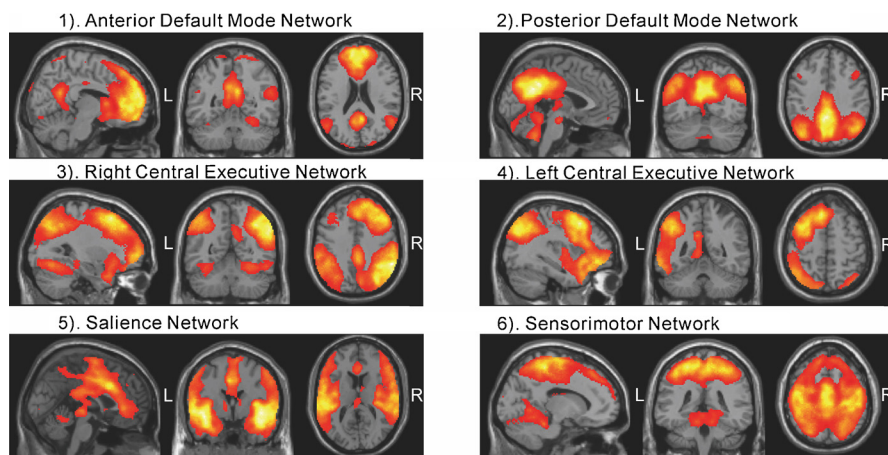 1). Anterior Default Mode Network
2).Posterior Default Mode Network
L
R
L
R
3). Right Central Executive Network
4). Left Central Executive Network
L
R
L
R
5). Salience Network
6). Sensorimotor Network
L
R
L
R